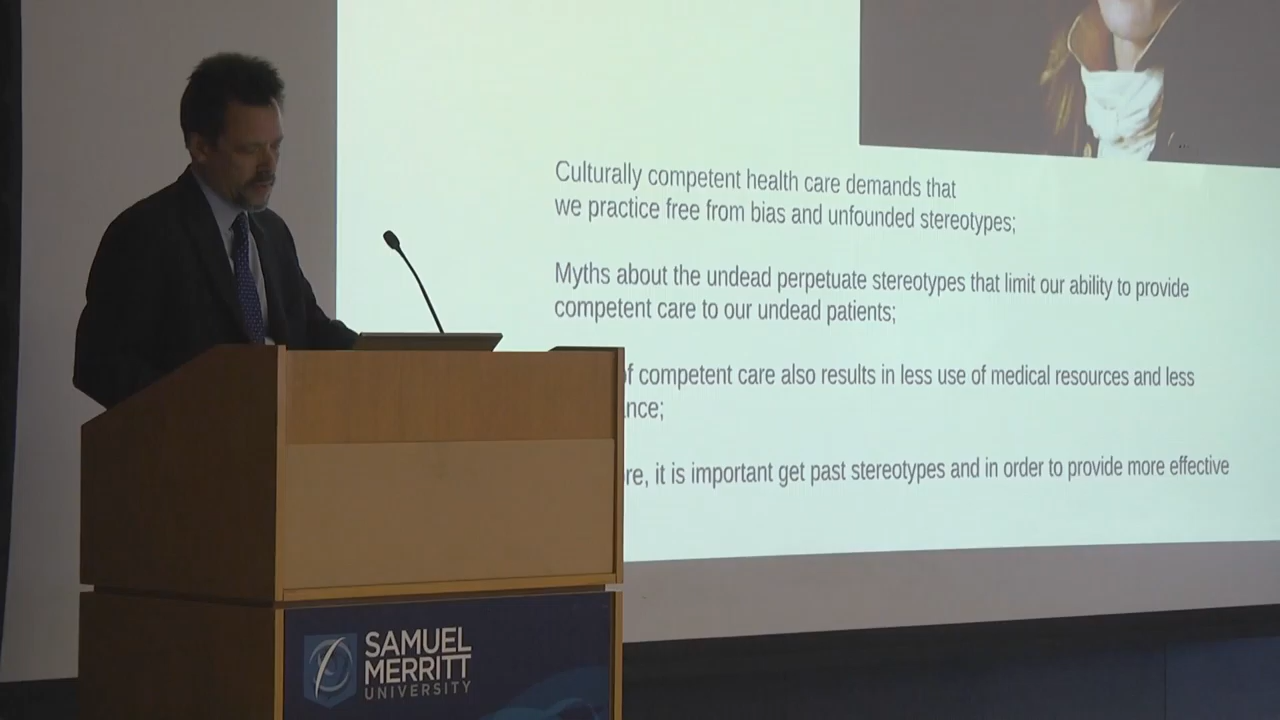 Culturally competent health care demands that
we practice free from bias and unfounded stereotypes;
Myths about the undead perpetuate stereotypes that limit our ability to provide
competent care to our undead patients;
of competent care also results in less use of medical resources and less
it is important get past stereotypes and in order to provide more effective
SAMUEL
MERRITT
UNIVERSITY